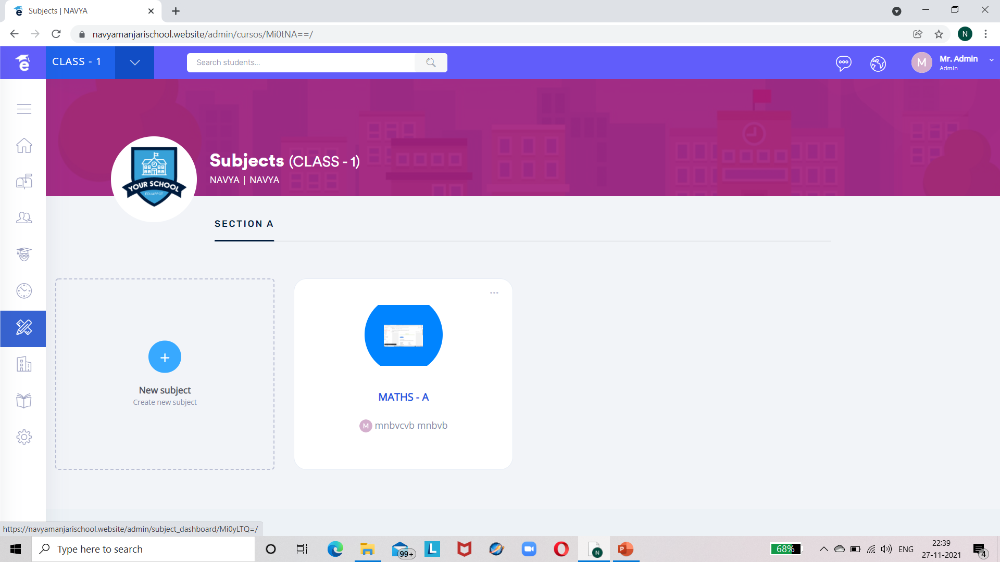 Subjects | NAVYA
navyamanjarischool.website/admin/cursos/Mi0tNA==/
N
e
CLASS - 1
Search students...
M
Mr. Admin
Admin
YOUR SCHOOL
EDUAPPGT
Subjects (CLASS - 1)
NAVYA | NAVYA
SECTION A
New subject
Create new subject
MATHS - A
M mnbvcvb mnbvb
https://navyamanjarischool.website/admin/subject_dashboard/Mi0yLTQ=/
Type here to search
99+
L
N
P
68%
ENG
22:39
27-11-2021
4